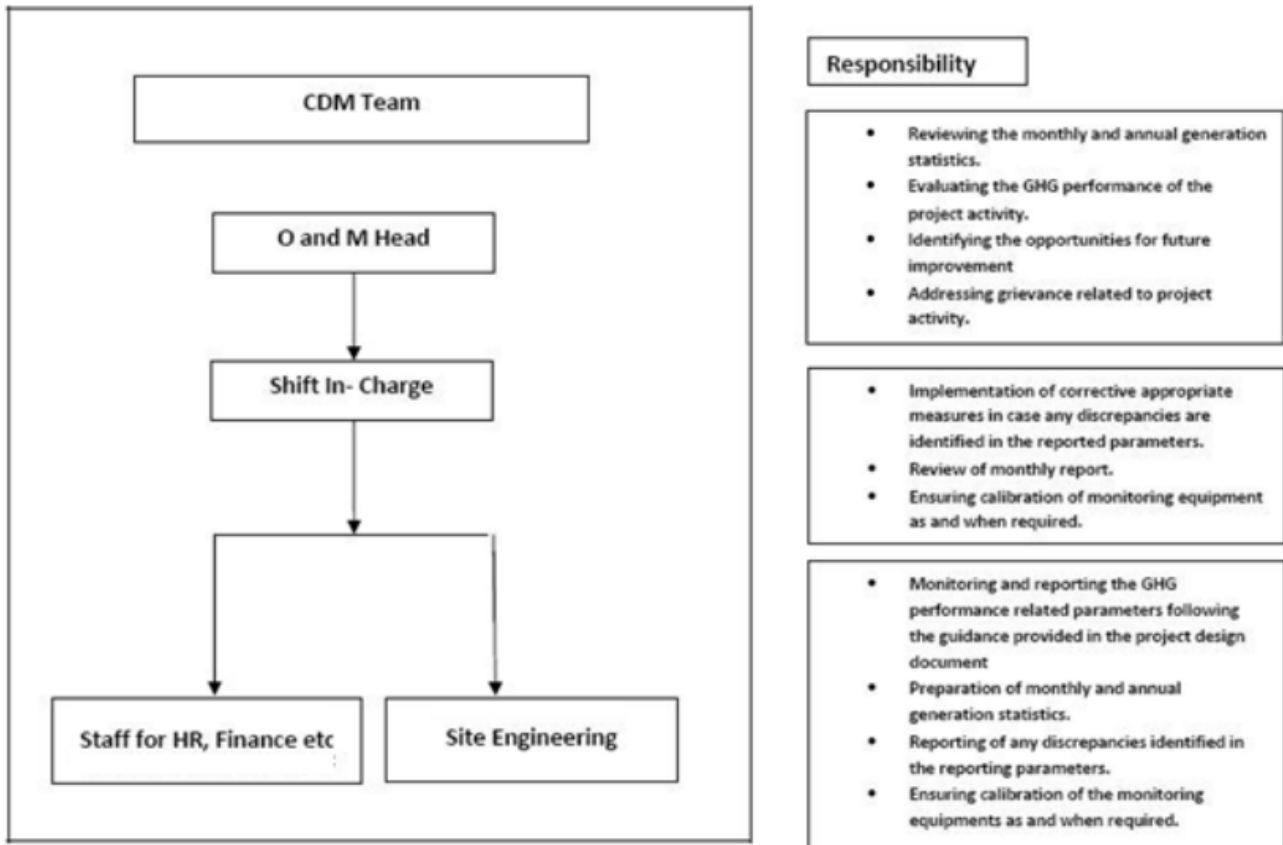 CDM Team
O and M Head
Shift In- Charge
Staff for HR, Finance etc
Site Engineering
Responsibility
• Reviewing the monthly and annual generation
statistics.
• Evaluating the GHG performance of the
project activity.
• Identifying the opportunities for future
improvement
• Addressing grievance related to project
activity.
• Implementation of corrective appropriate
measures in case any discrepancies are
identified in the reported parameters.
• Review of monthly report.
• Ensuring calibration of monitoring equipment
as and when required.
• Monitoring and reporting the GHG
performance related parameters following
the guidance provided in the project design
document
• Preparation of monthly and annual
generation statistics.
• Reporting of any discrepancies identified in
the reporting parameters.
• Ensuring calibration of the monitoring
equipments as and when required.